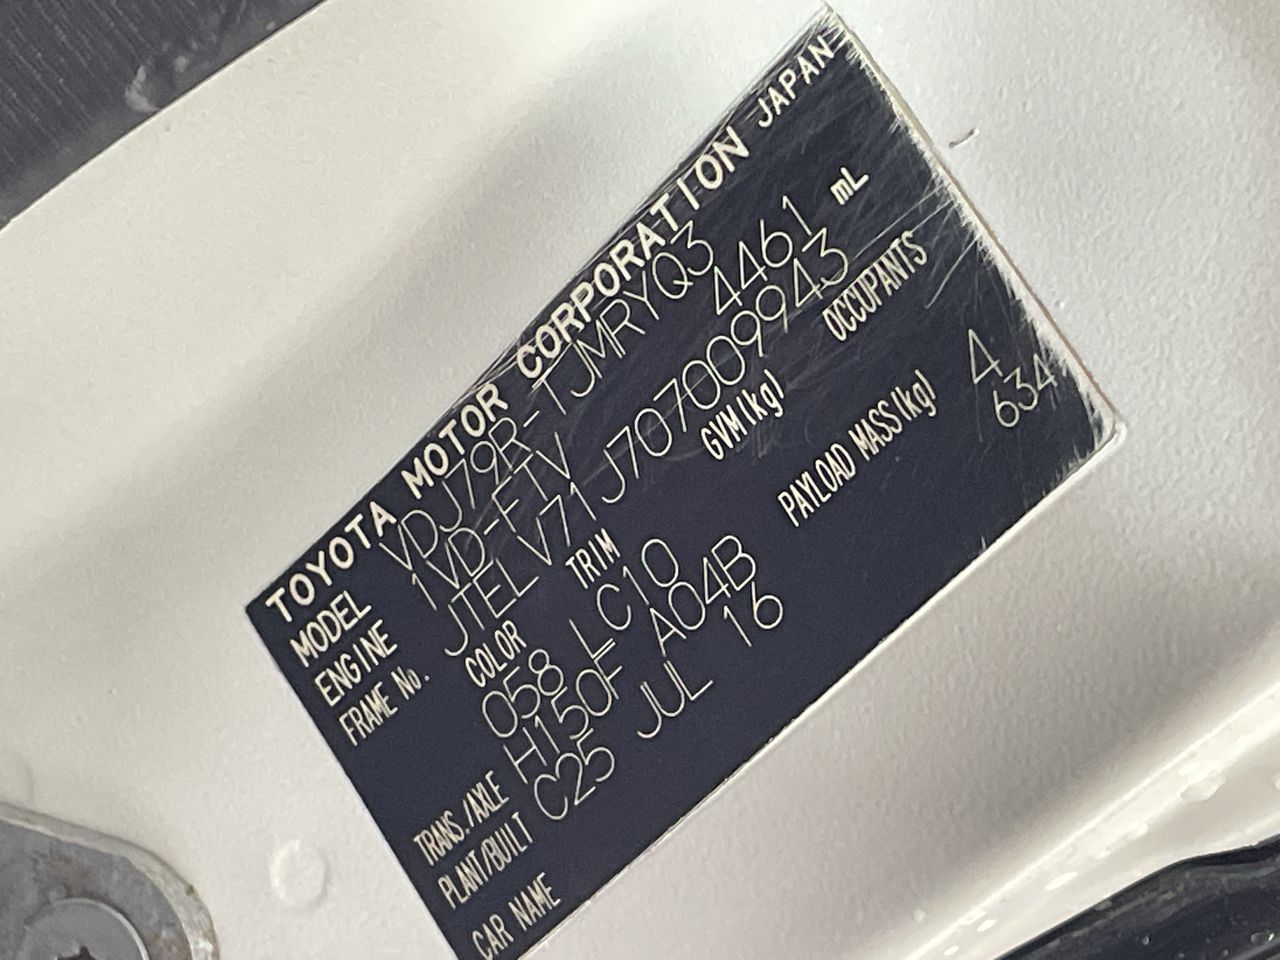 TOYOTA MOTOR CORPORATION JAPAN
MODEL VDJ79R-TJMRYQ3
ENGINE 1VD-FTV 4461 mL
FRAME No. JTELV71J707009943
COLOR TRIM GVM(kg) OCCUPANTS
058 LC10 4
TRANS./AXLE H150F A04B PAYLOAD MASS(kg) 634
PLANT/BUILT C25 JUL 16
CAR NAME